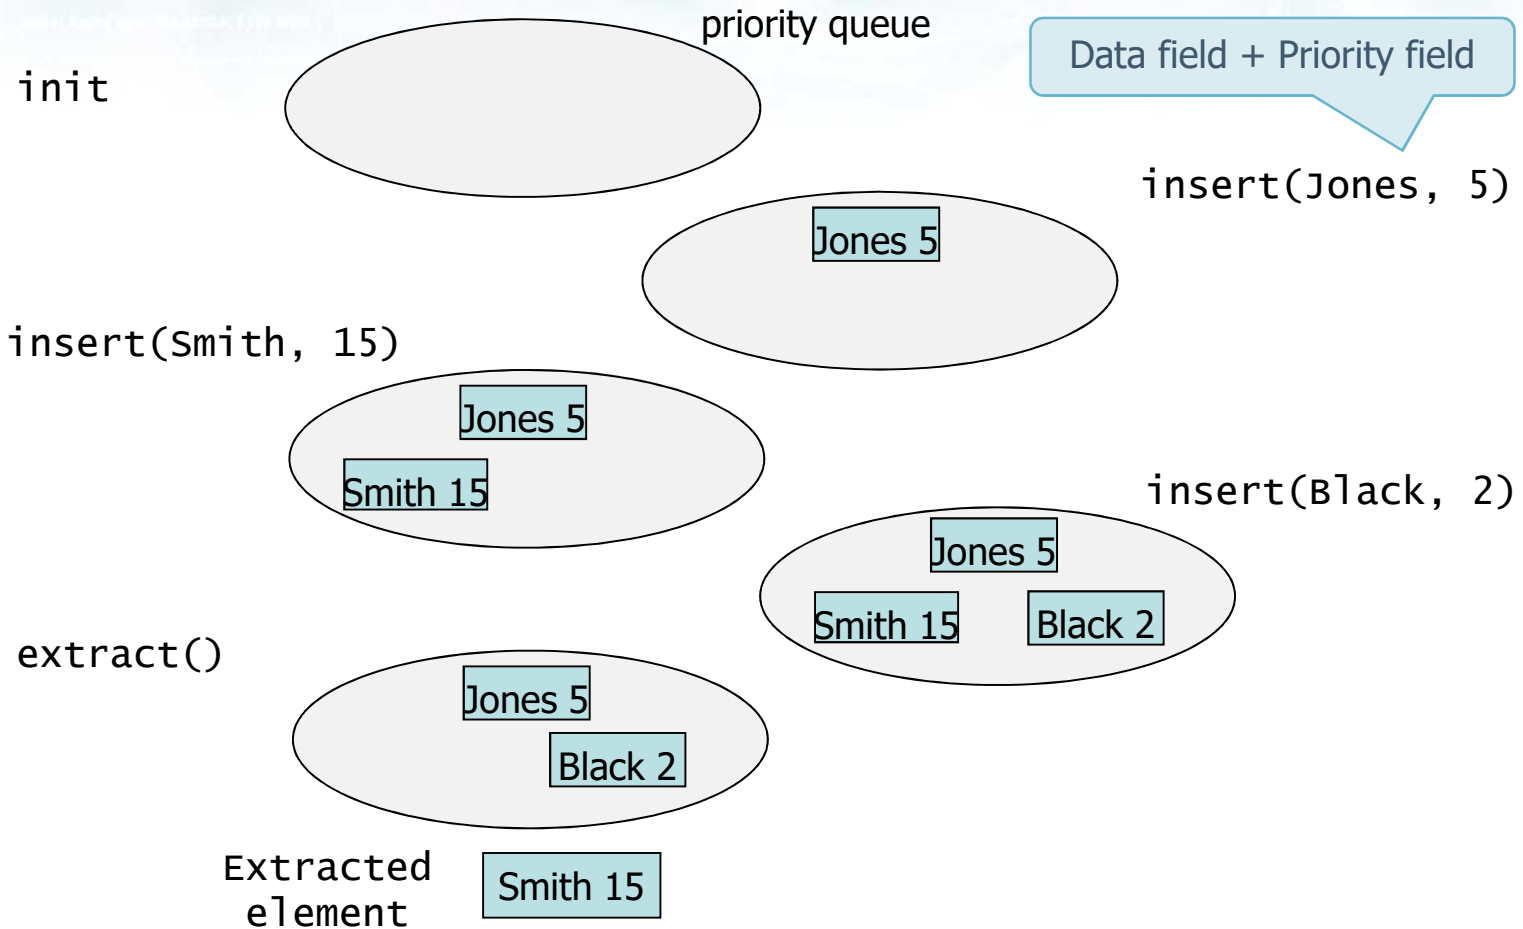 priority queue
Data field + Priority field
init
insert(Jones, 5)
Jones 5
insert(Smith, 15)
Jones 5
Smith 15
insert(Black, 2)
Jones 5
Smith 15 Black 2
extract()
Jones 5
Black 2
Extracted
element
Smith 15